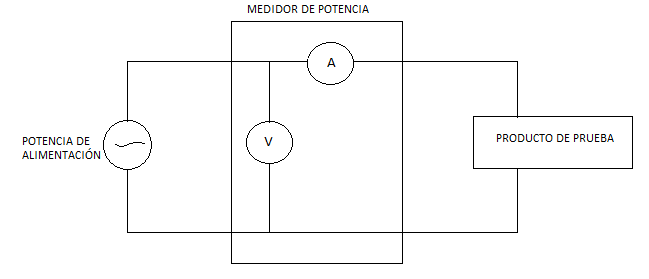 MEDIDOR DE POTENCIA
A
POTENCIA DE
ALIMENTACIÓN
V
PRODUCTO DE PRUEBA